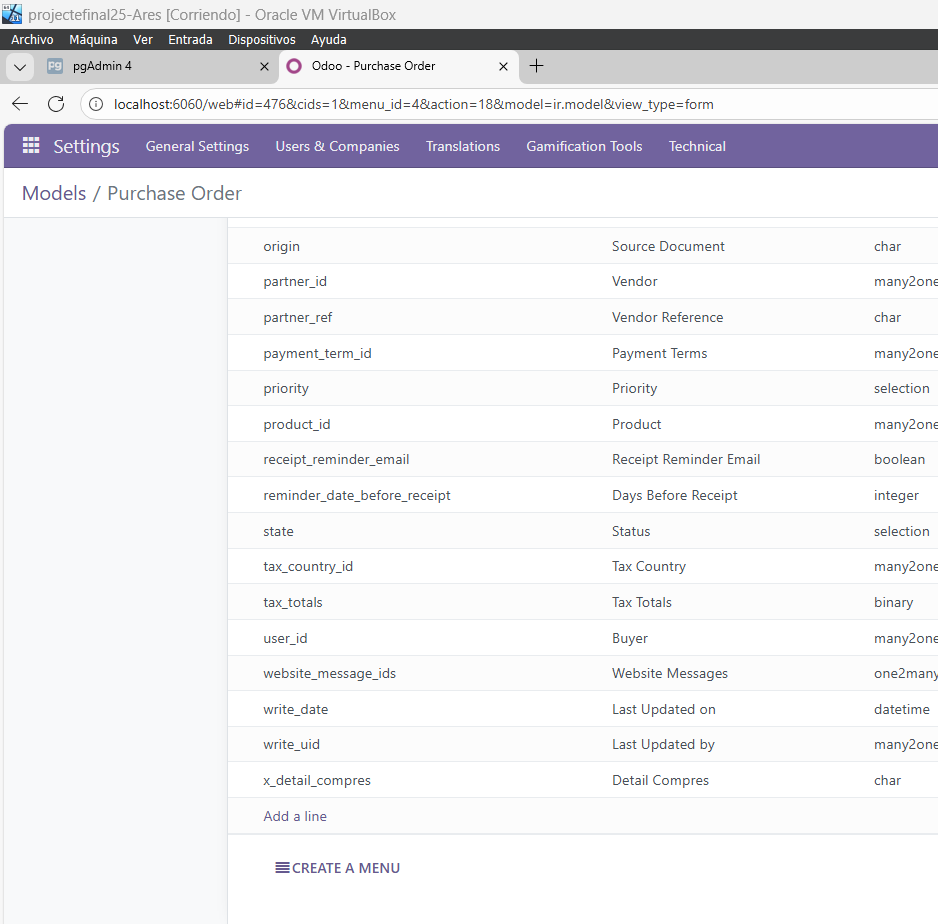 projectefinal25-Ares [Corriendo] - Oracle VM VirtualBox
Archivo Máquina Ver Entrada Dispositivos Ayuda
pgAdmin 4 Odoo - Purchase Order
localhost:6060/web#id=476&cids=1&menu_id=4&action=18&model=ir.model&view_type=form
Settings General Settings Users & Companies Translations Gamification Tools Technical
Models / Purchase Order
origin Source Document char
partner_id Vendor many2one
partner_ref Vendor Reference char
payment_term_id Payment Terms many2one
priority Priority selection
product_id Product many2one
receipt_reminder_email Receipt Reminder Email boolean
reminder_date_before_receipt Days Before Receipt integer
state Status selection
tax_country_id Tax Country many2one
tax_totals Tax Totals binary
user_id Buyer many2one
website_message_ids Website Messages one2many
write_date Last Updated on datetime
write_uid Last Updated by many2one
x_detail_compres Detail Compres char
Add a line
CREATE A MENU